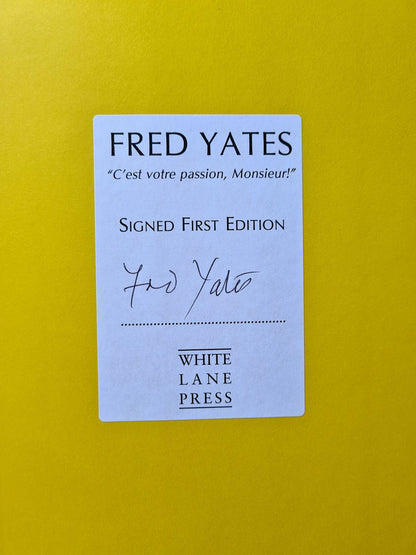 FRED YATES
“C’est votre passion, Monsieur!”
SIGNED FIRST EDITION
Fred Yates
WHITE
LANE
PRESS